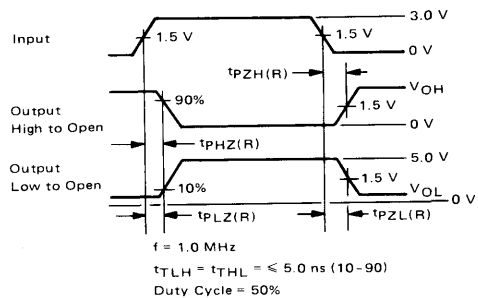 3.0 V
Input
1.5 V
1.5 V
0 V
tPZH(R)
VOH
90%
1.5 V
Output
High to Open
0 V
tPHZ(R)
5.0 V
Output
Low to Open
10%
1.5 V
VOL
0 V
tPLZ(R)
tPZL(R)
f = 1.0 MHz
tTLH = tTHL = ≤ 5.0 ns (10-90)
Duty Cycle = 50%